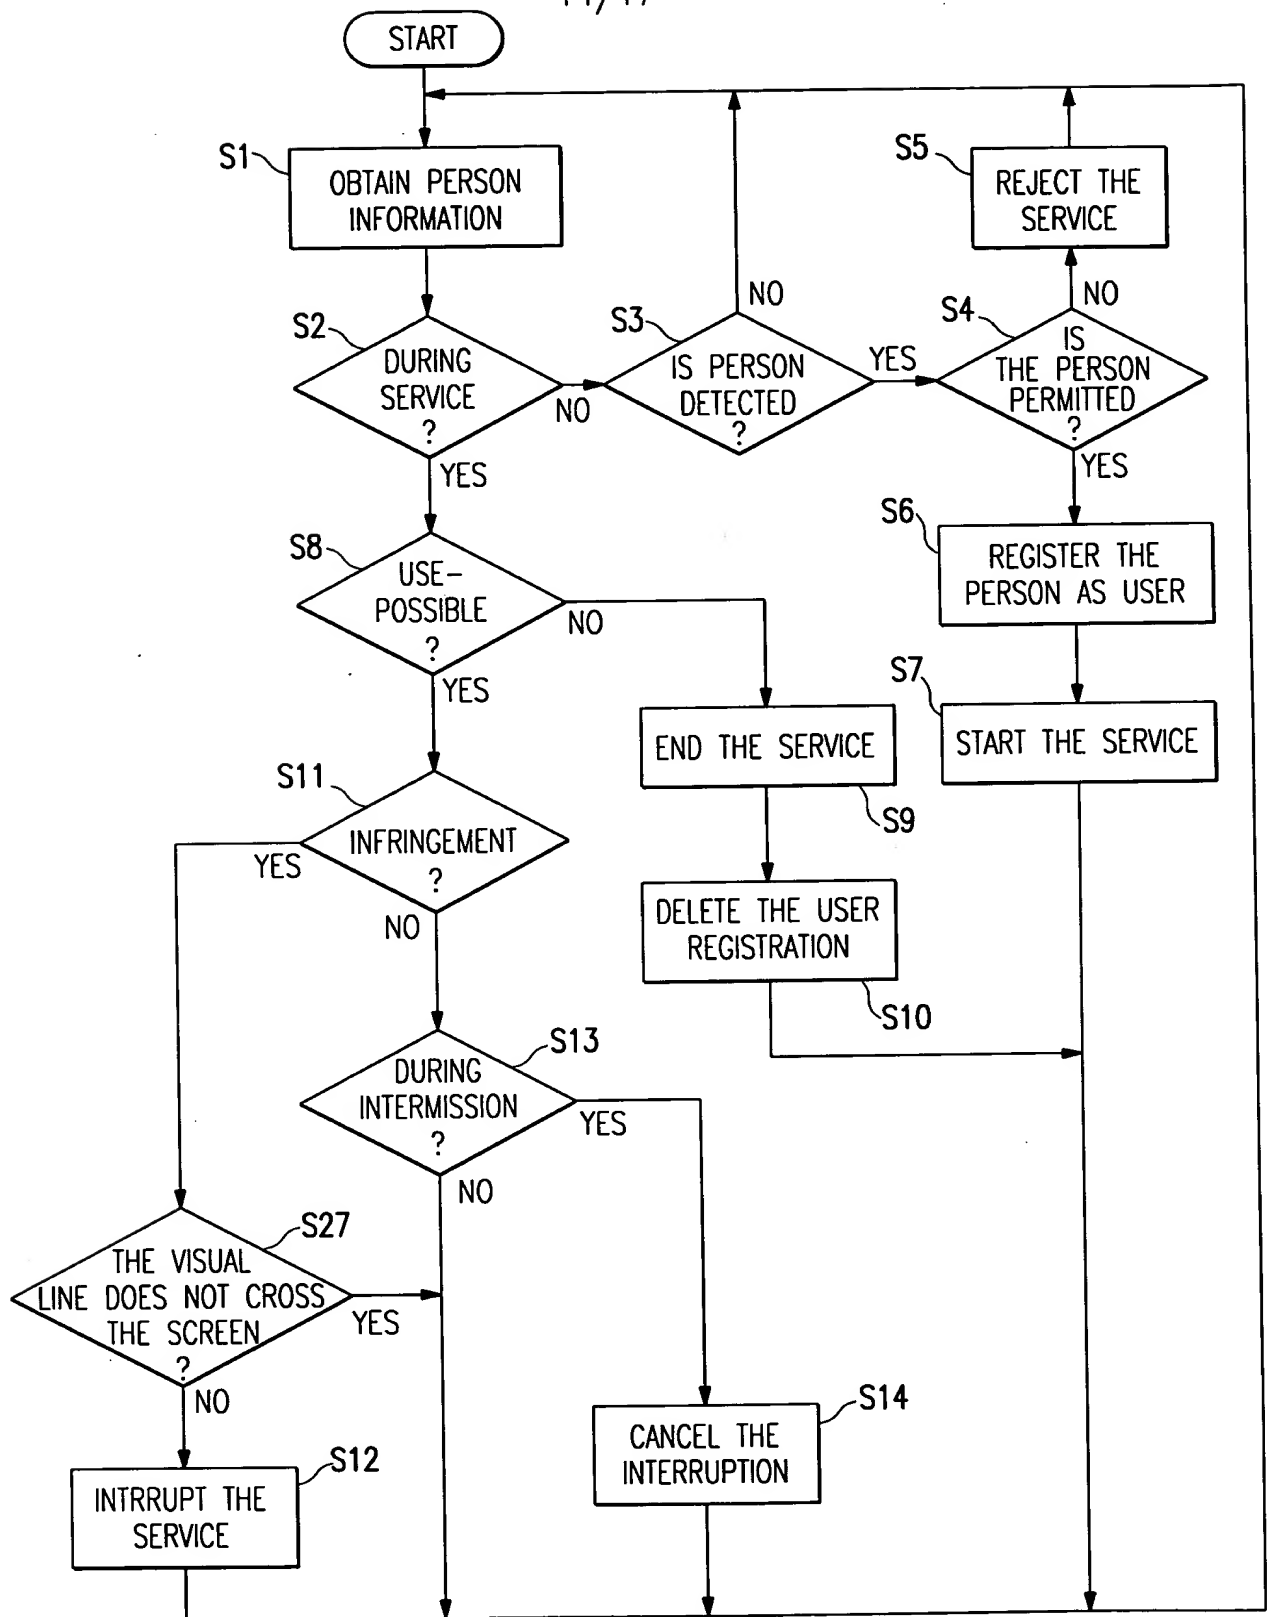 START
S1
OBTAIN PERSON
INFORMATION
S5
REJECT THE
SERVICE
NO
NO
S2
DURING
SERVICE
?
NO
YES
S3
IS PERSON
DETECTED
?
YES
S4
IS
THE PERSON
PERMITTED
?
YES
S6
REGISTER THE
PERSON AS USER
S7
START THE SERVICE
S8
USE-
POSSIBLE
?
NO
YES
END THE SERVICE
S9
DELETE THE USER
REGISTRATION
S10
S11
INFRINGEMENT
?
YES
NO
S13
DURING
INTERMISSION
?
YES
NO
S27
THE VISUAL
LINE DOES NOT CROSS
THE SCREEN
?
YES
NO
S14
CANCEL THE
INTERRUPTION
S12
INTRRUPT THE
SERVICE